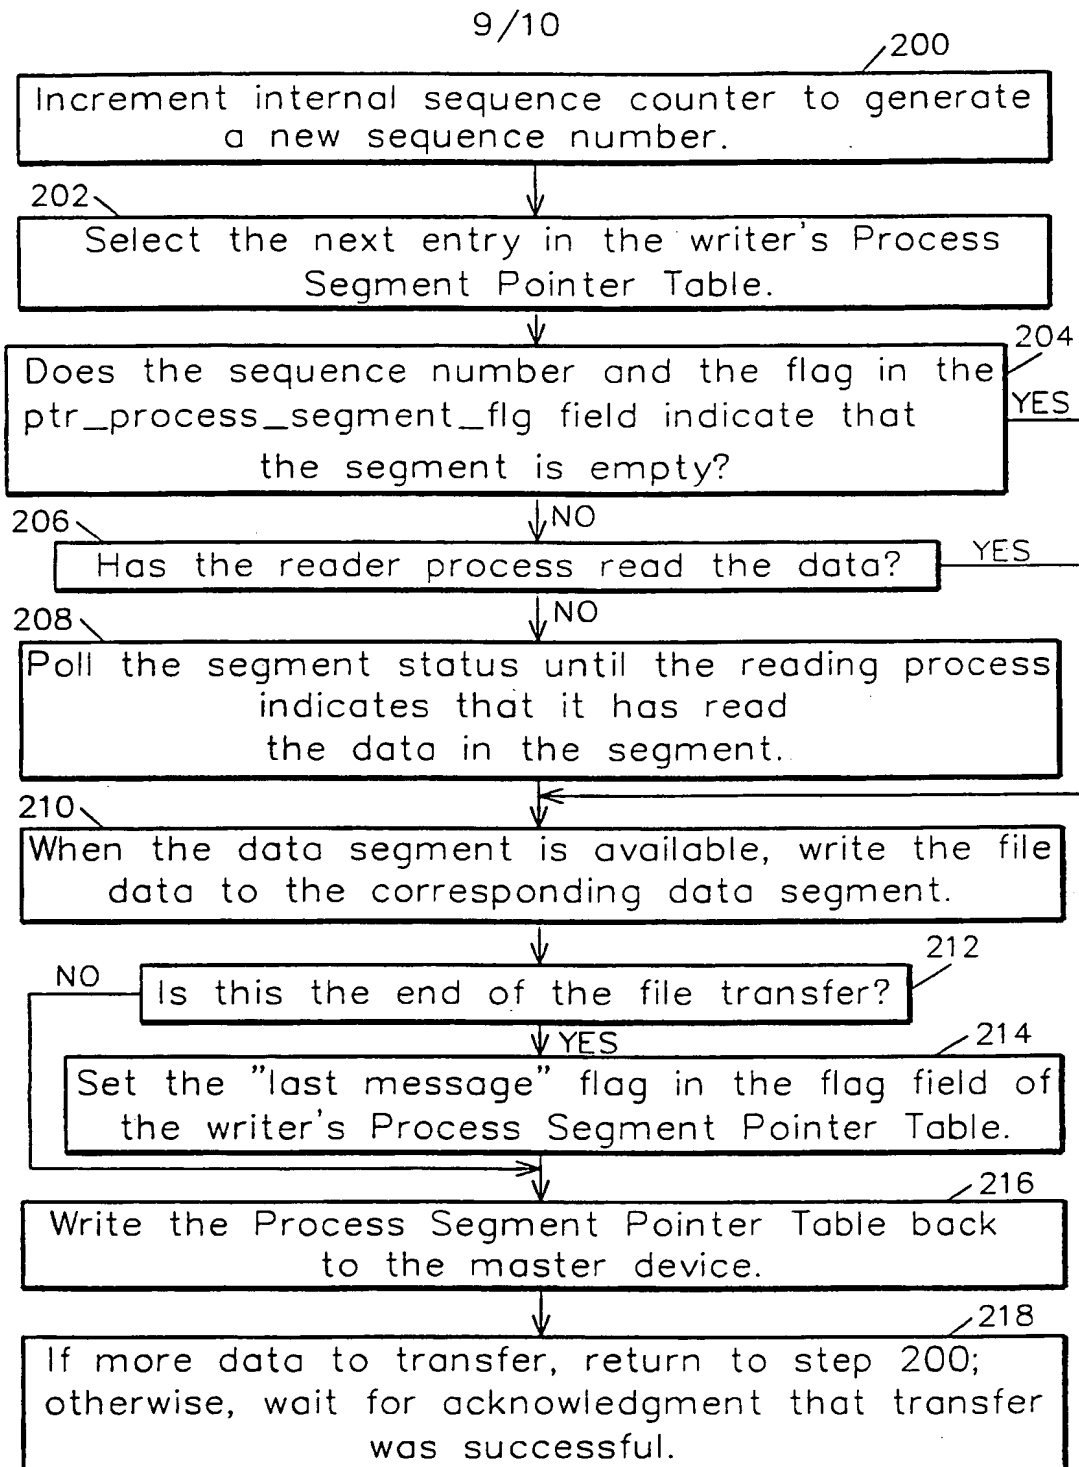 9/10
200
Increment internal sequence counter to generate
a new sequence number.
202
Select the next entry in the writer's Process
Segment Pointer Table.
204
Does the sequence number and the flag in the
ptr_process_segment_flg field indicate that
the segment is empty?
YES
NO
206
Has the reader process read the data?
YES
NO
208
Poll the segment status until the reading process
indicates that it has read
the data in the segment.
210
When the data segment is available, write the file
data to the corresponding data segment.
212
NO
Is this the end of the file transfer?
YES
214
Set the "last message" flag in the flag field of
the writer's Process Segment Pointer Table.
216
Write the Process Segment Pointer Table back
to the master device.
218
If more data to transfer, return to step 200;
otherwise, wait for acknowledgment that transfer
was successful.